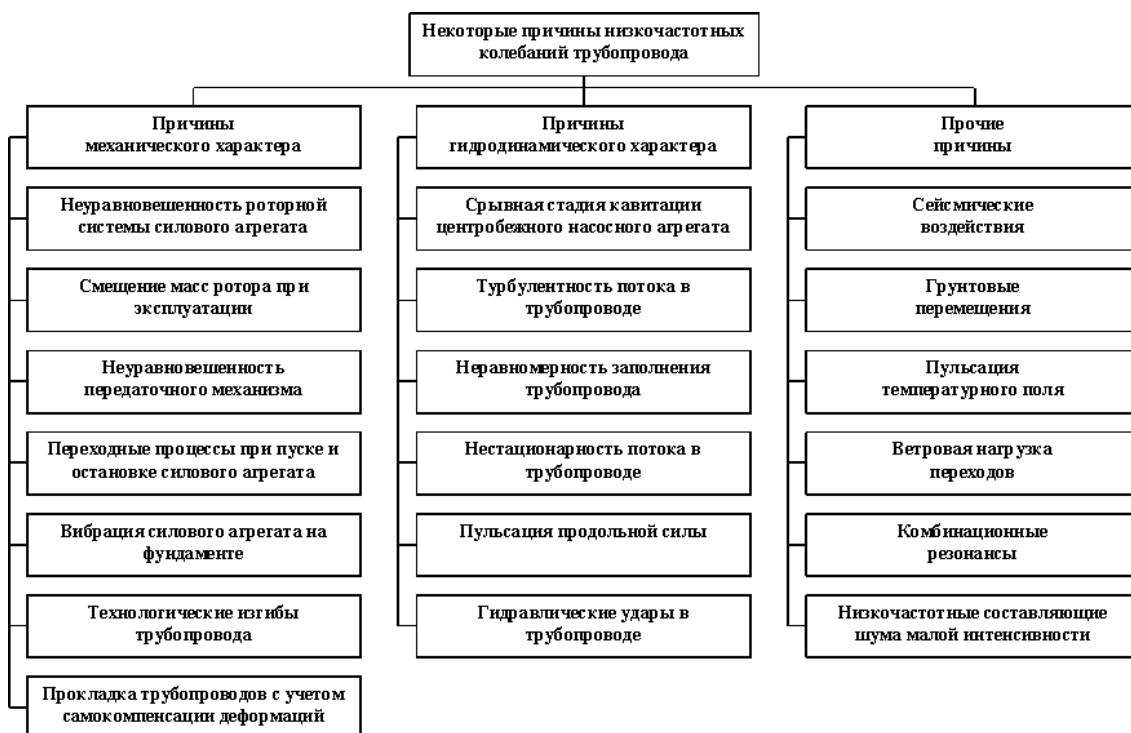 Некоторые причины низкочастотных
колебаний трубопровода
Причины
механического характера
Неуравновешенность роторной
системы силового агрегата
Смещение масс ротора при
эксплуатации
Неуравновешенность
передаточного механизма
Переходные процессы при пуске и
остановке силового агрегата
Вибрация силового агрегата на
фундаменте
Технологические изгибы
трубопровода
Прокладка трубопроводов с учетом
самокомпенсации деформаций
Причины
гидродинамического характера
Срывная стадия кавитации
центробежного насосного агрегата
Турбулентность потока в
трубопроводе
Неравномерность заполнения
трубопровода
Нестационарность потока в
трубопроводе
Пульсация продольной силы
Гидравлические удары в
трубопроводе
Прочие
причины
Сейсмические
воздействия
Грунтовые
перемещения
Пульсация
температурного поля
Ветровая нагрузка
переходов
Комбинационные
резонансы
Низкочастотные составляющие
шума малой интенсивности